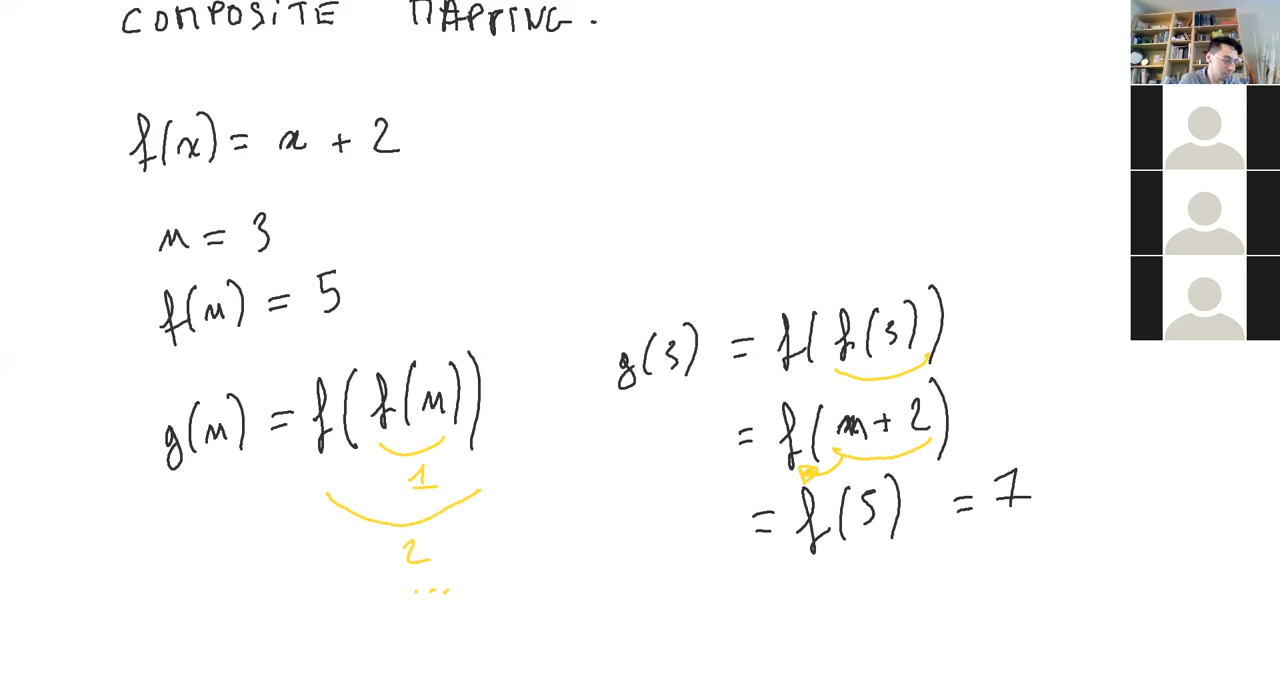 COMPOSITE MAPPING.
f(x) = x + 2
n = 3
f(n) = 5
g(n) = f(f(n))
1
2
...
g(3) = f(f(3))
= f(n + 2)
= f(5) = 7